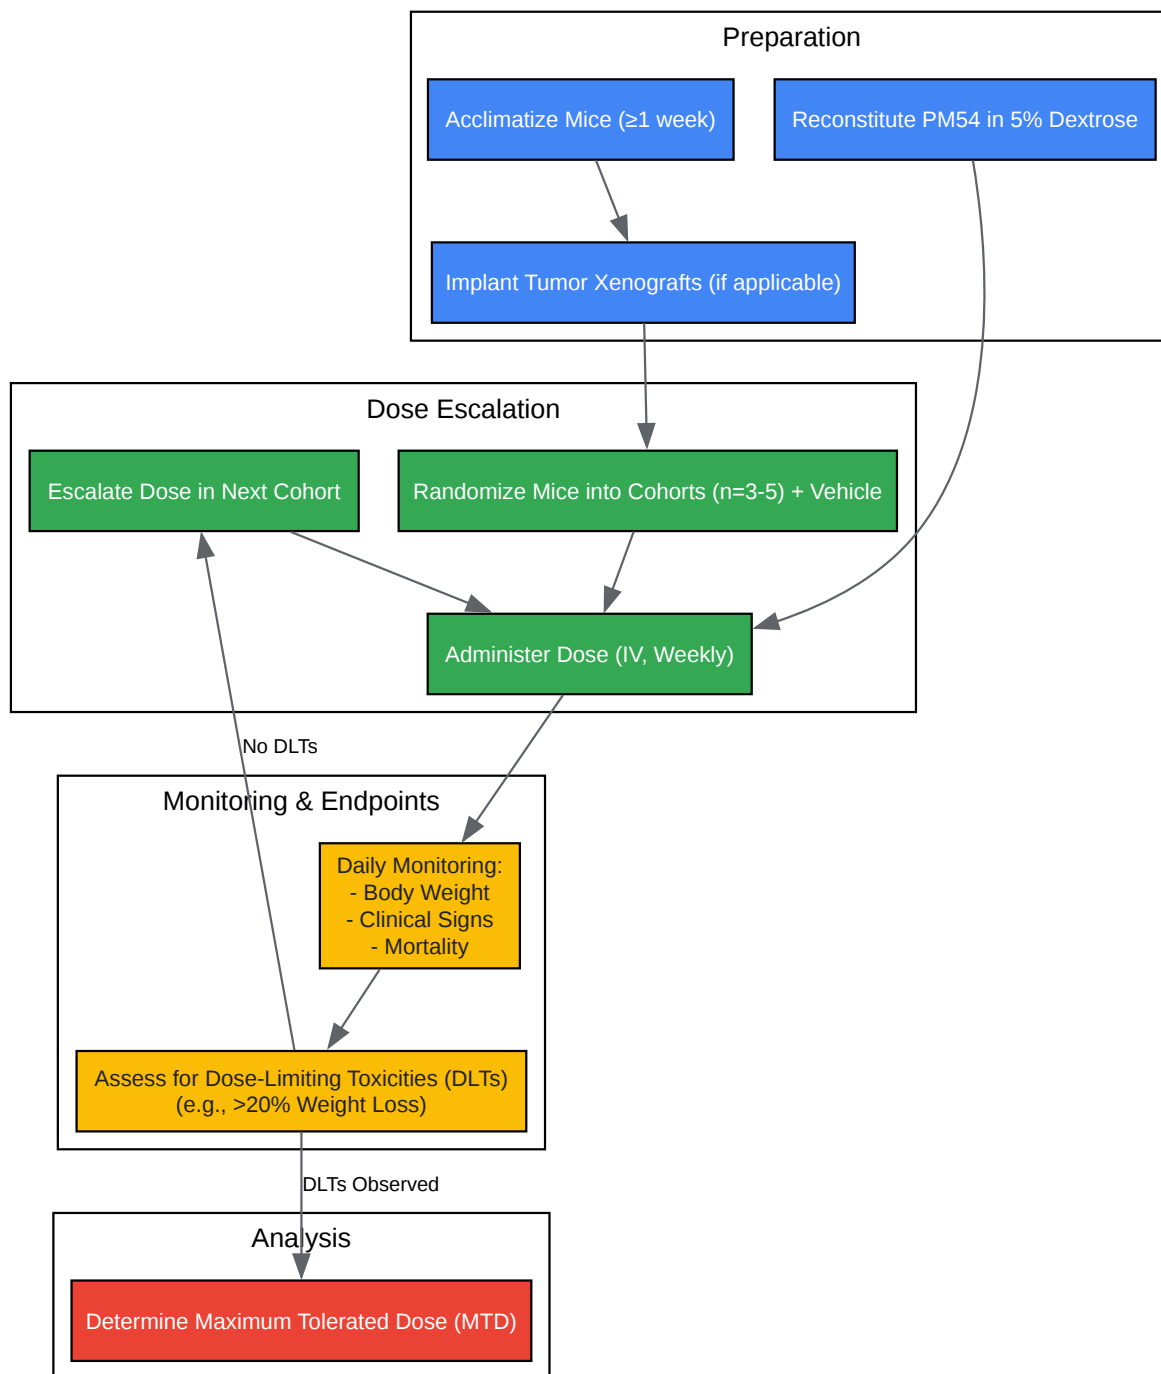 Preparation
Acclimatize Mice (≥1 week)
Reconstitute PM54 in 5% Dextrose
Implant Tumor Xenografts (if applicable)
Dose Escalation
Escalate Dose in Next Cohort
Randomize Mice into Cohorts (n=3-5) + Vehicle
Administer Dose (IV, Weekly)
No DLTs
Monitoring & Endpoints
Daily Monitoring:
- Body Weight
- Clinical Signs
- Mortality
Assess for Dose-Limiting Toxicities (DLTs)
(e.g., >20% Weight Loss)
DLTs Observed
Analysis
Determine Maximum Tolerated Dose (MTD)